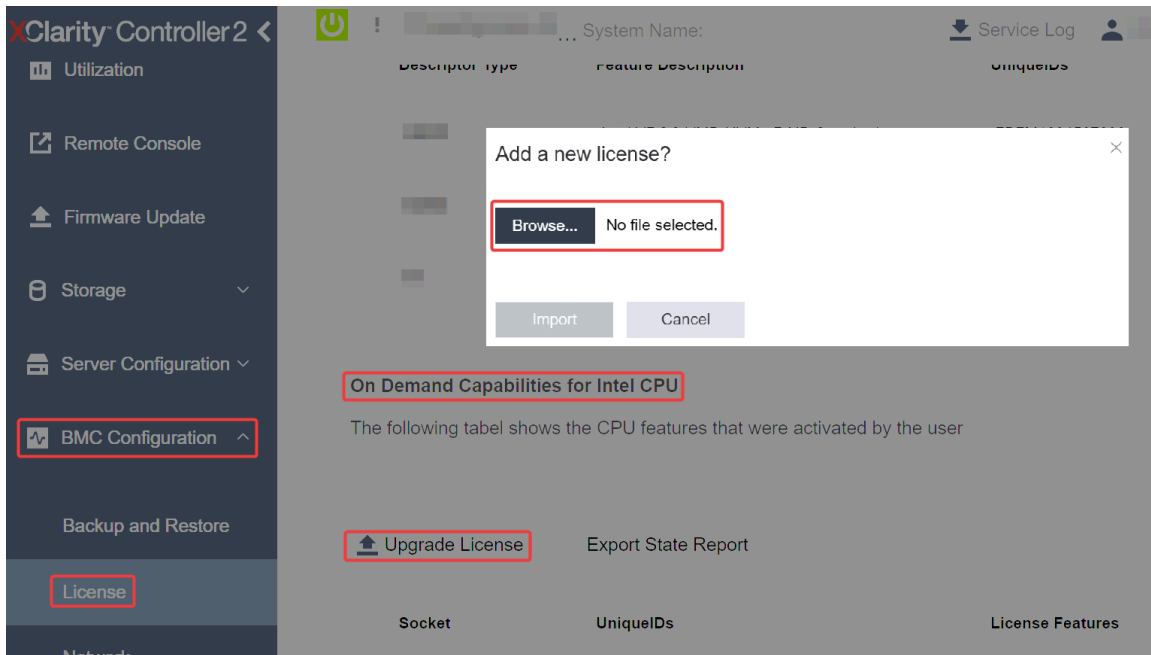 XClarity™ Controller 2
! ... System Name: Service Log
Utilization
Descriptor Type Feature Description UniqueIDs
Remote Console
Add a new license?
Browse... No file selected.
Firmware Update
Storage
Import Cancel
Server Configuration
On Demand Capabilities for Intel CPU
BMC Configuration
The following tabel shows the CPU features that were activated by the user
Backup and Restore
Upgrade License Export State Report
License
Socket UniqueIDs License Features
Network